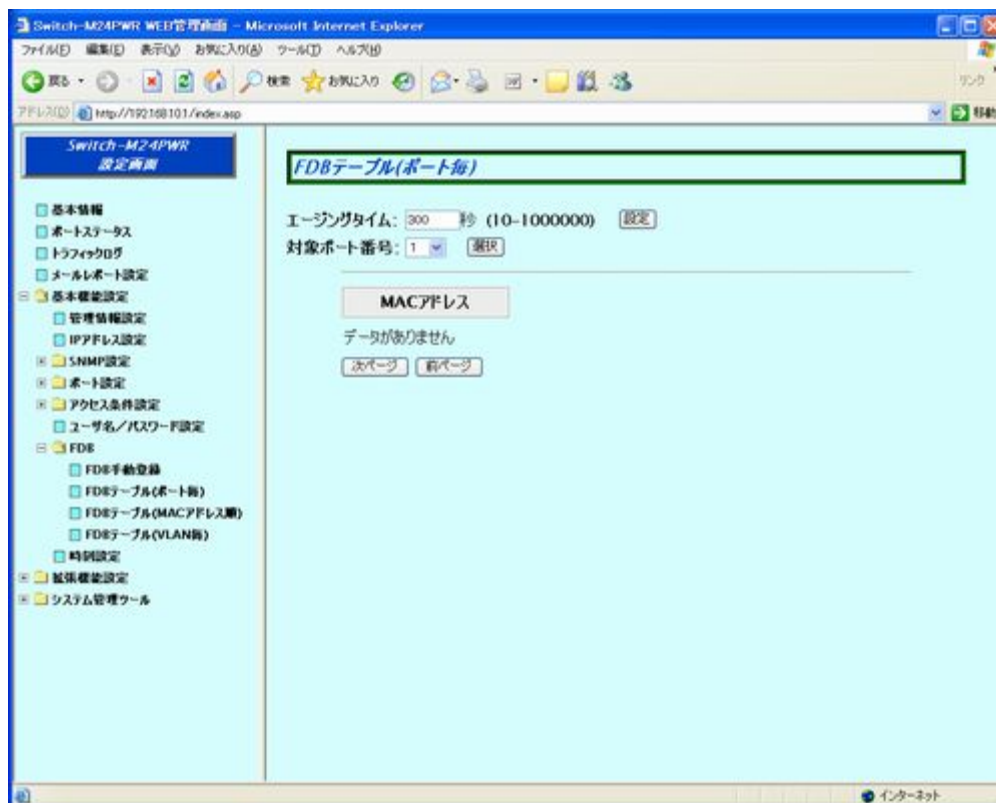 Switch-M24PWR WEB管理画面 - Microsoft Internet Explorer
ファイル(F) 編集(E) 表示(V) お気に入り(A) ツール(T) ヘルプ(H)
戻る 検索 お気に入り リンク
アドレス(D) http://192.168.10.1/index.asp 移動
Switch-M24PWR
設定画面
基本情報
ポートステータス
トラフィックログ
メールレポート設定
基本機能設定
管理情報設定
IPアドレス設定
SNMP設定
ポート設定
アクセス条件設定
ユーザ名/パスワード設定
FDB
FDB手動登録
FDBテーブル(ポート毎)
FDBテーブル(MACアドレス順)
FDBテーブル(VLAN毎)
時刻設定
拡張機能設定
システム管理ツール
FDBテーブル(ポート毎)
エージングタイム: 300 秒 (10-1000000) 設定
対象ポート番号: 1 選択
MACアドレス
データがありません
次ページ 前ページ
インターネット